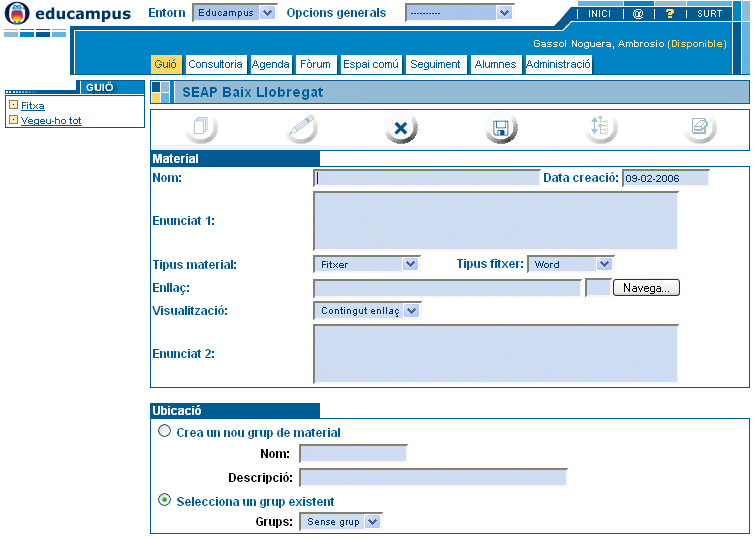 educampus Entorn Educampus Opcions generals ---------- INICI | @ | ? | SURT
Gassol Noguera, Ambrosio (Disponible)
Guió Consultoria Agenda Fòrum Espai comú Seguiment Alumnes Administració
GUIÓ
Fitxa
Vegeu-ho tot
SEAP Baix Llobregat
Material
Nom: Data creació: 09-02-2006
Enunciat 1:
Tipus material: Fitxer Tipus fitxer: Word
Enllaç: Navega...
Visualització: Contingut enllaç
Enunciat 2:
Ubicació
Crea un nou grup de material
Nom:
Descripció:
Selecciona un grup existent
Grups: Sense grup